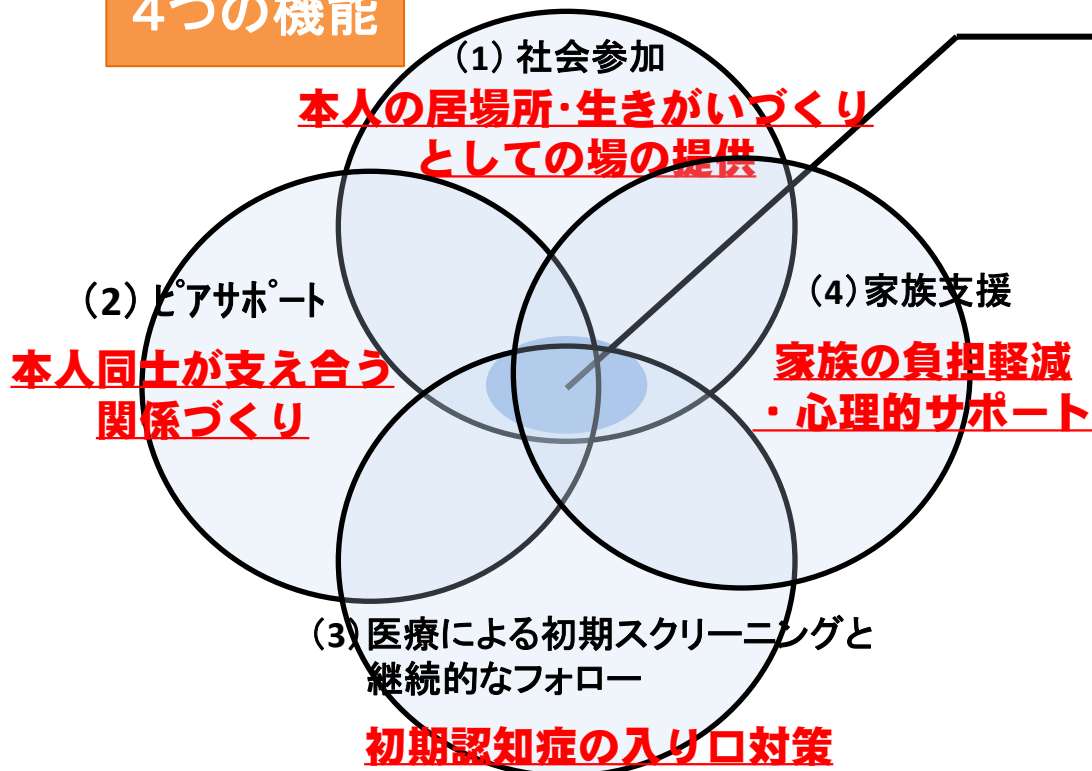 4つの機能
(1) 社会参加
本人の居場所・生きがいづくり
としての場の提供
(2) ピアサポート
本人同士が支え合う
関係づくり
(4) 家族支援
家族の負担軽減
・心理的サポート
(3) 医療による初期スクリーニングと
継続的なフォロー
初期認知症の入り口対策